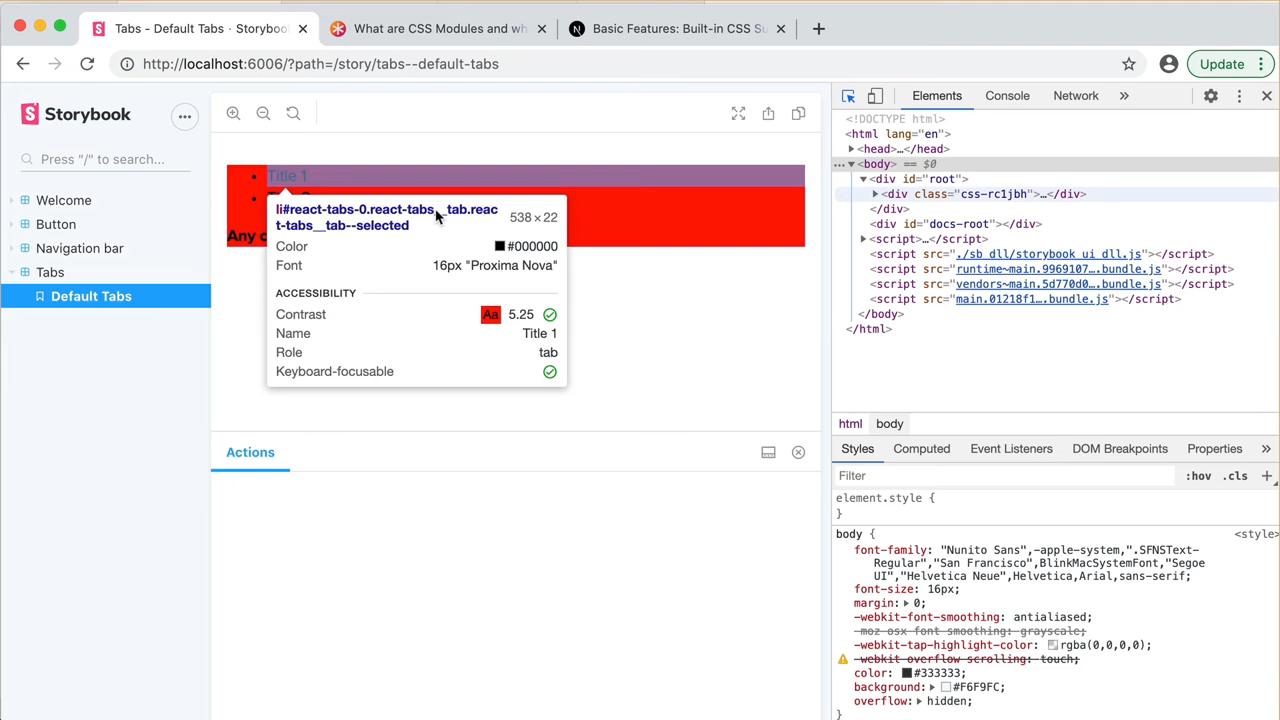 Tabs - Default Tabs · Storyboo
What are CSS Modules and wh
Basic Features: Built-in CSS Su
http://localhost:6006/?path=/story/tabs--default-tabs
Update
Storybook
Press "/" to search...
Welcome
Button
Navigation bar
Tabs
Default Tabs
Title 1
Any c
li#react-tabs-0.react-tabs__tab.reac
t-tabs__tab--selected
538 × 22
Color #000000
Font 16px "Proxima Nova"
ACCESSIBILITY
Contrast Aa 5.25
Name Title 1
Role tab
Keyboard-focusable
Actions
Elements Console Network »
<!DOCTYPE html>
<html lang="en">
<head>…</head>
…<body> == $0
<div id="root">
<div class="css-rc1jbh">…</div>
</div>
<div id="docs-root"></div>
<script>…</script>
<script src="./sb_dll/storybook_ui_dll.js"></script>
<script src="runtime~main.9969107….bundle.js"></script>
<script src="vendors~main.5d770d0….bundle.js"></script>
<script src="main.01218f1….bundle.js"></script>
</body>
</html>
html body
Styles Computed Event Listeners DOM Breakpoints Properties »
Filter :hov .cls +
element.style {
}
body { <style>
font-family: "Nunito Sans",-apple-system,".SFNSText-
Regular","San Francisco",BlinkMacSystemFont,"Segoe
UI","Helvetica Neue",Helvetica,Arial,sans-serif;
font-size: 16px;
margin: 0;
-webkit-font-smoothing: antialiased;
-moz-osx-font-smoothing: grayscale;
-webkit-tap-highlight-color: rgba(0,0,0,0);
-webkit-overflow-scrolling: touch;
color: #333333;
background: #F6F9FC;
overflow: hidden;
}